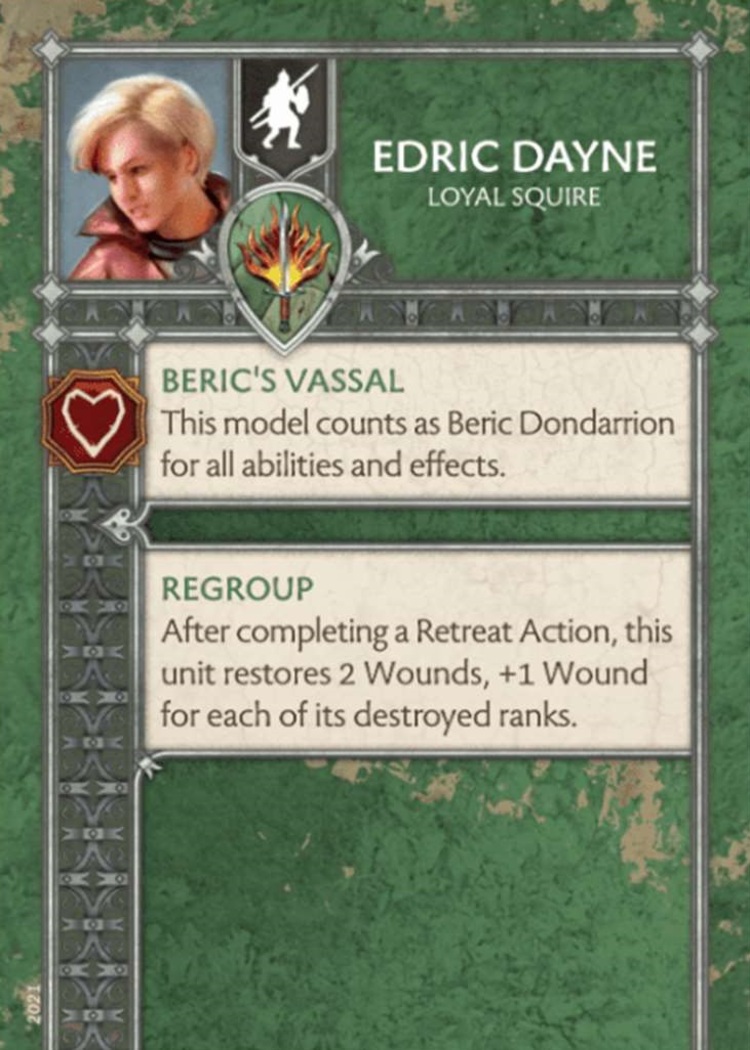 EDRIC DAYNE
LOYAL SQUIRE
BERIC'S VASSAL
This model counts as Beric Dondarrion
for all abilities and effects.
REGROUP
After completing a Retreat Action, this
unit restores 2 Wounds, +1 Wound
for each of its destroyed ranks.
2021